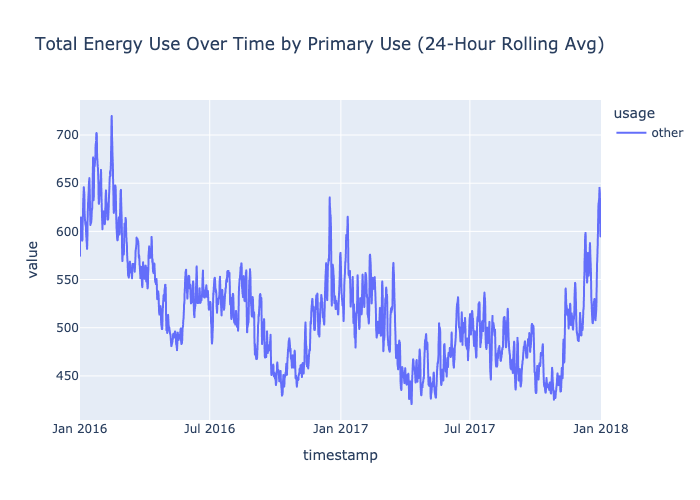 Total Energy Use Over Time by Primary Use (24-Hour Rolling Avg)
usage
other
700
650
600
550
500
450
value
Jan 2016
Jul 2016
Jan 2017
Jul 2017
Jan 2018
timestamp